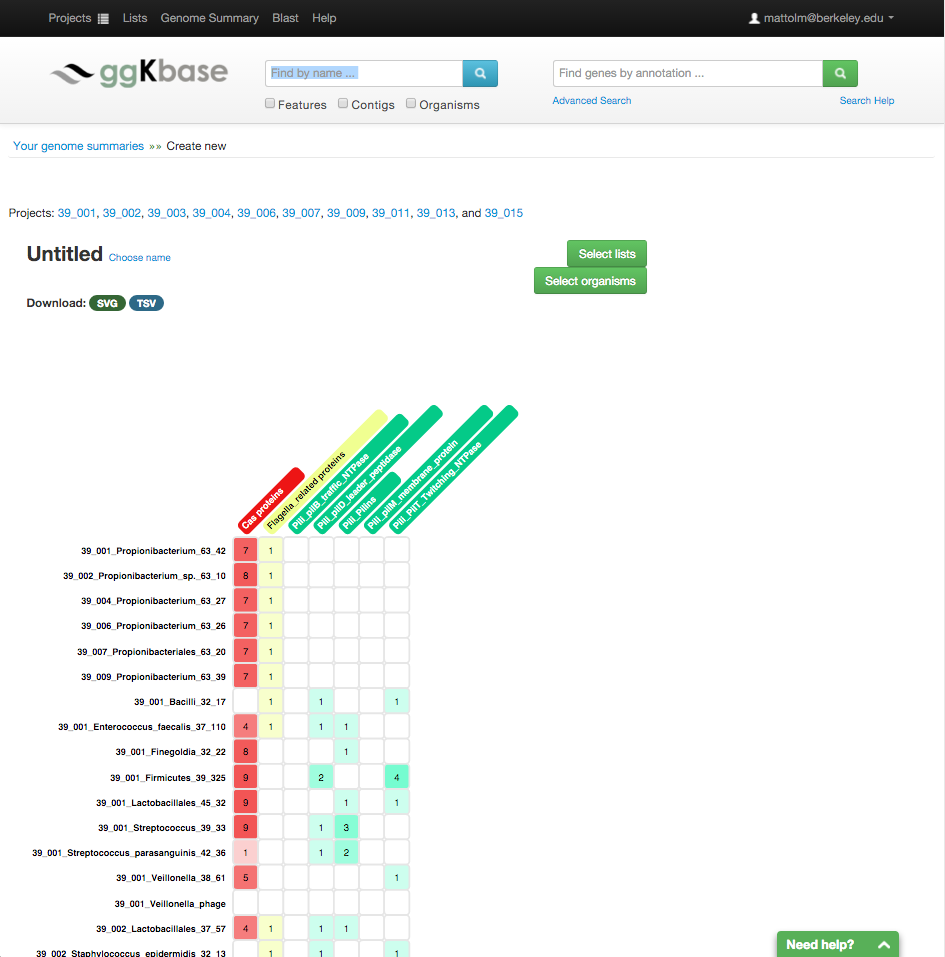 Projects Lists Genome Summary Blast Help mattolm@berkeley.edu
ggKbase Find by name ... Find genes by annotation ...
Features Contigs Organisms Advanced Search Search Help
Your genome summaries »» Create new
Projects: 39_001, 39_002, 39_003, 39_004, 39_006, 39_007, 39_009, 39_011, 39_013, and 39_015
Untitled Choose name Select lists
Select organisms
Download: SVG TSV
Cas proteins
Flagella_related proteins
Pili_pilB_traffic_NTPase
Pili_pilD_leader_peptidase
Pili_Pilins
Pili_pilM_membrane_protein
Pili_PilT_Twitching_NTPase
39_001_Propionibacterium_63_42 7 1
39_002_Propionibacterium_sp._63_10 8 1
39_004_Propionibacterium_63_27 7 1
39_006_Propionibacterium_63_26 7 1
39_007_Propionibacteriales_63_20 7 1
39_009_Propionibacterium_63_39 7 1
39_001_Bacilli_32_17 1 1 1
39_001_Enterococcus_faecalis_37_110 4 1 1 1
39_001_Finegoldia_32_22 8 1
39_001_Firmicutes_39_325 9 2 4
39_001_Lactobacillales_45_32 9 1 1
39_001_Streptococcus_39_33 9 1 3
39_001_Streptococcus_parasanguinis_42_36 1 1 2
39_001_Veillonella_38_61 5 1
39_001_Veillonella_phage
39_002_Lactobacillales_37_57 4 1 1 1
39_002_Staphylococcus_epidermidis_32_13 1 1 1
Need help?